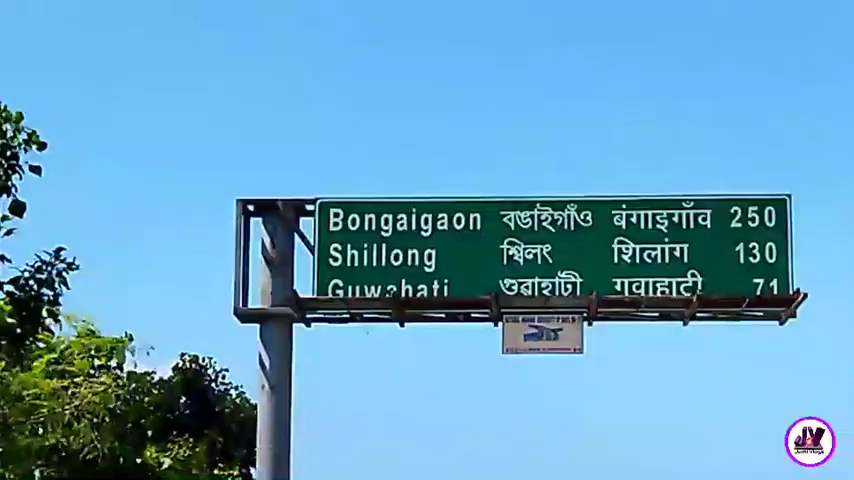 Bongaigaon বঙাইগাঁও बंगाइगाँव 250
Shillong শ্বিলং शिलांग 130
Guwahati গুৱাহাটী गुवाहाटी 71